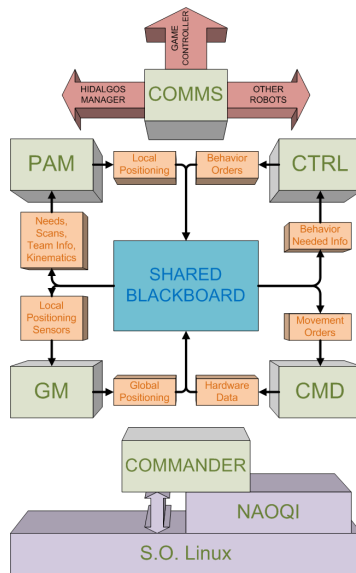 GAME
CONTROLLER
HIDALGOS
MANAGER
COMMS
OTHER
ROBOTS
PAM
Local
Positioning
Behavior
Orders
CTRL
Needs,
Scans,
Team Info,
Kinematics
Behavior
Needed Info
SHARED
BLACKBOARD
Local
Positioning
Sensors
Movement
Orders
GM
Global
Positioning
Hardware
Data
CMD
COMMANDER
NAOQI
S.O. Linux